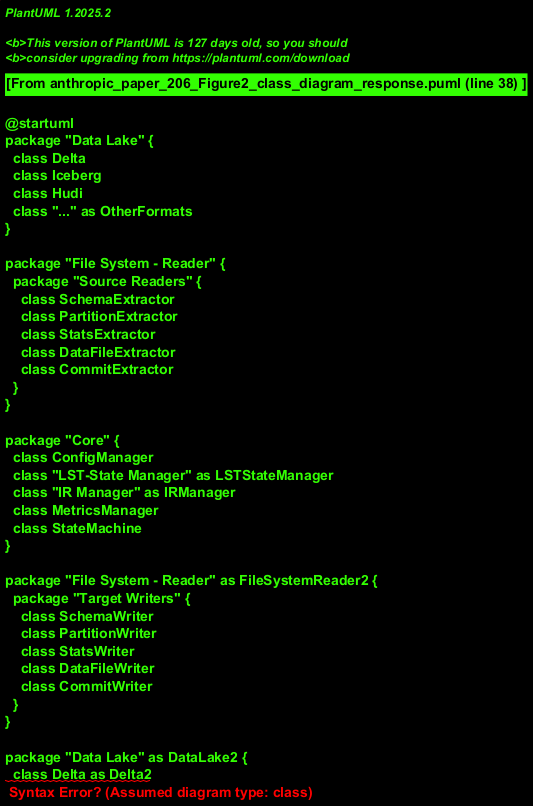 PlantUML 1.2025.2
<b>This version of PlantUML is 127 days old, so you should
<b>consider upgrading from https://plantuml.com/download
[From anthropic_paper_206_Figure2_class_diagram_response.puml (line 38) ]
@startuml
package "Data Lake" {
class Delta
class Iceberg
class Hudi
class "..." as OtherFormats
}
package "File System - Reader" {
package "Source Readers" {
class SchemaExtractor
class PartitionExtractor
class StatsExtractor
class DataFileExtractor
class CommitExtractor
}
}
package "Core" {
class ConfigManager
class "LST-State Manager" as LSTStateManager
class "IR Manager" as IRManager
class MetricsManager
class StateMachine
}
package "File System - Reader" as FileSystemReader2 {
package "Target Writers" {
class SchemaWriter
class PartitionWriter
class StatsWriter
class DataFileWriter
class CommitWriter
}
}
package "Data Lake" as DataLake2 {
class Delta as Delta2
Syntax Error? (Assumed diagram type: class)